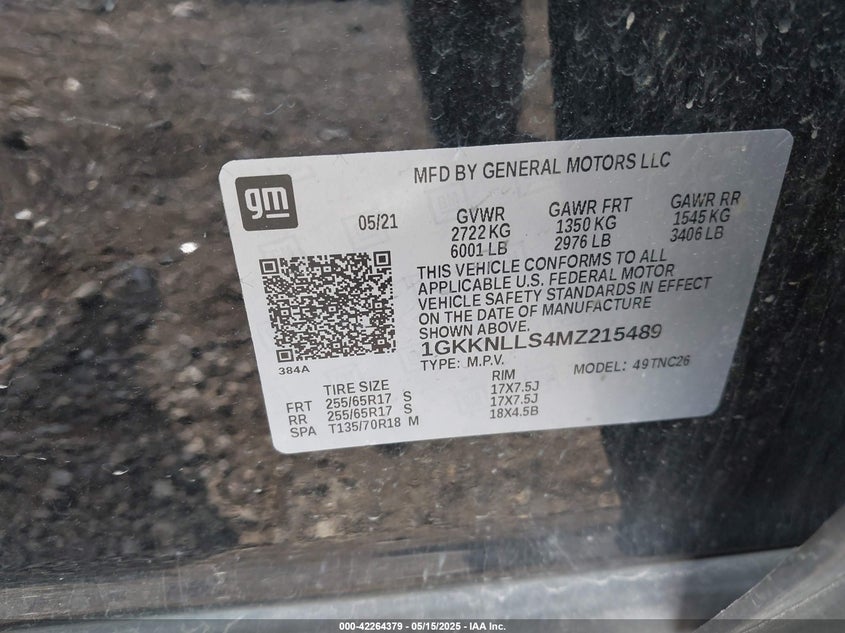 MFD BY GENERAL MOTORS LLC
gm
05/21
GVWR GAWR FRT GAWR RR
2722 KG 1350 KG 1545 KG
6001 LB 2976 LB 3406 LB
THIS VEHICLE CONFORMS TO ALL
APPLICABLE U.S. FEDERAL MOTOR
VEHICLE SAFETY STANDARDS IN EFFECT
ON THE DATE OF MANUFACTURE
SHOWN ABOVE.
1GKKNLLS4MZ215489
TYPE: M.P.V. MODEL: 49TNC26
384A
TIRE SIZE RIM
FRT 255/65R17 S 17X7.5J
RR 255/65R17 S 17X7.5J
SPA T135/70R18 M 18X4.5B
000-42264379 - 05/15/2025 - IAA Inc.